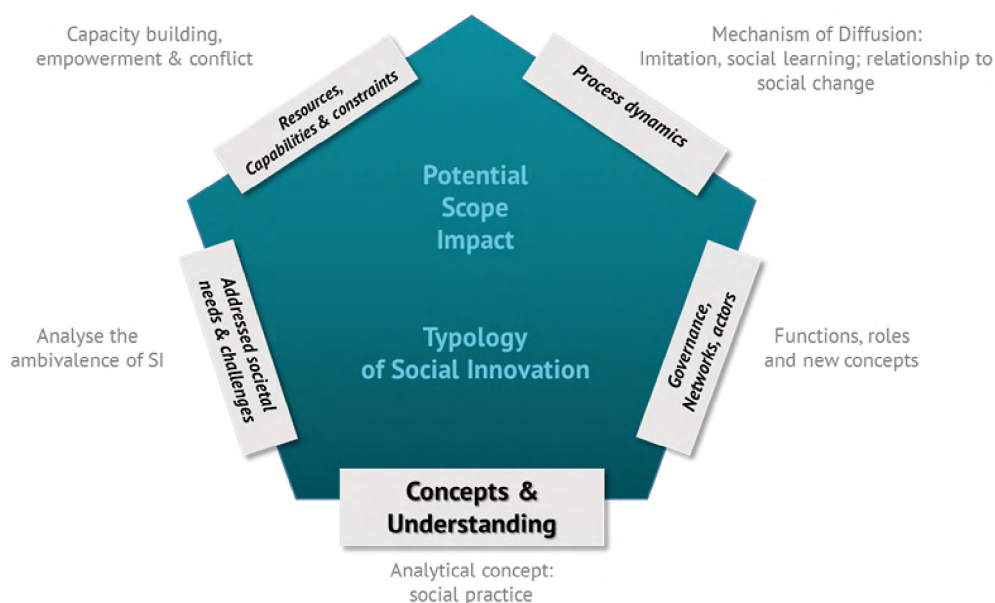 Capacity building,
empowerment & conflict
Mechanism of Diffusion:
Imitation, social learning; relationship to
social change
Resources,
Capabilities & constraints
Process dynamics
Potential
Scope
Impact
Addressed societal
needs & challenges
Analyse the
ambivalence of SI
Typology
of Social Innovation
Governance,
Networks, actors
Functions, roles
and new concepts
Concepts &
Understanding
Analytical concept:
social practice